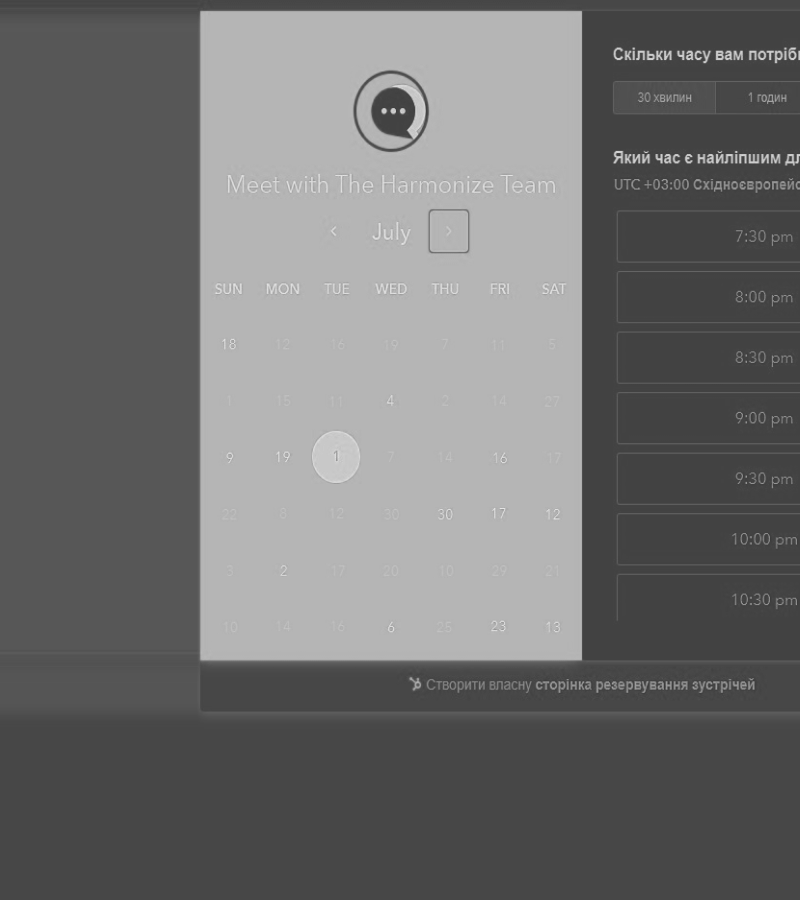 Meet with The Harmonize Team
July
SUN MON TUE WED THU FRI SAT
18 12 16 19 7 11 5
1 15 11 4 2 14 27
9 19 1 7 14 16 17
22 8 12 30 30 17 12
3 2 17 20 10 29 21
10 14 16 6 25 23 13
Скільки часу вам потріб
30 хвилин 1 годин
Який час є найліпшим дл
UTC +03:00 Східноєвропейс
7:30 pm
8:00 pm
8:30 pm
9:00 pm
9:30 pm
10:00 pm
10:30 pm
Створити власну сторінка резервування зустрічей